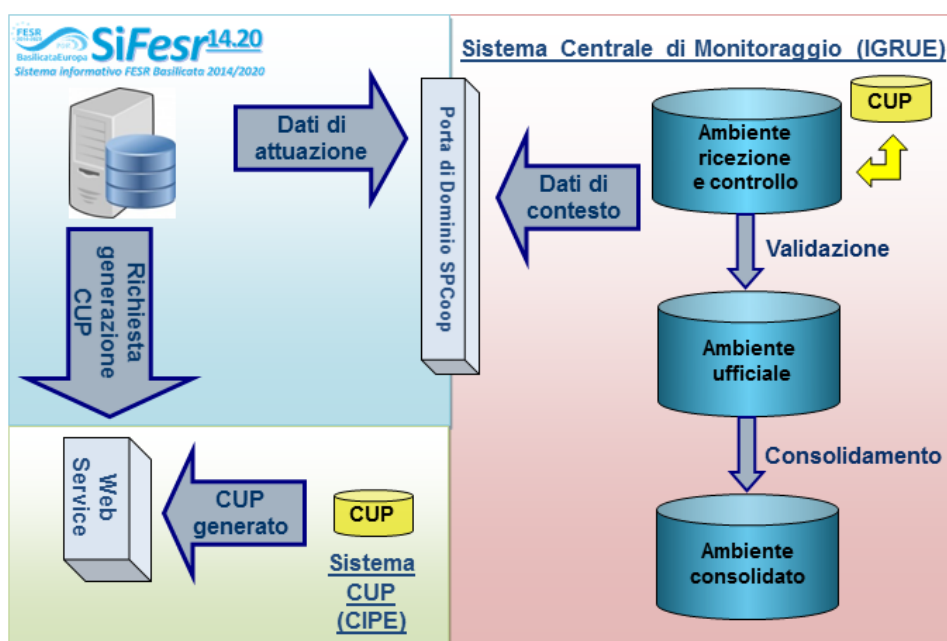 FESR
2014-2020
BasilicataEuropa
SiFesr14.20
Sistema informativo FESR Basilicata 2014/2020
Dati di
attuazione
Richiesta
generazione
CUP
Porta di Dominio SPCoop
Sistema Centrale di Monitoraggio (IGRUE)
CUP
Ambiente
ricezione
e controllo
Dati di
contesto
Validazione
Ambiente
ufficiale
Consolidamento
Ambiente
consolidato
Web
Service
CUP
generato
CUP
Sistema
CUP
(CIPE)